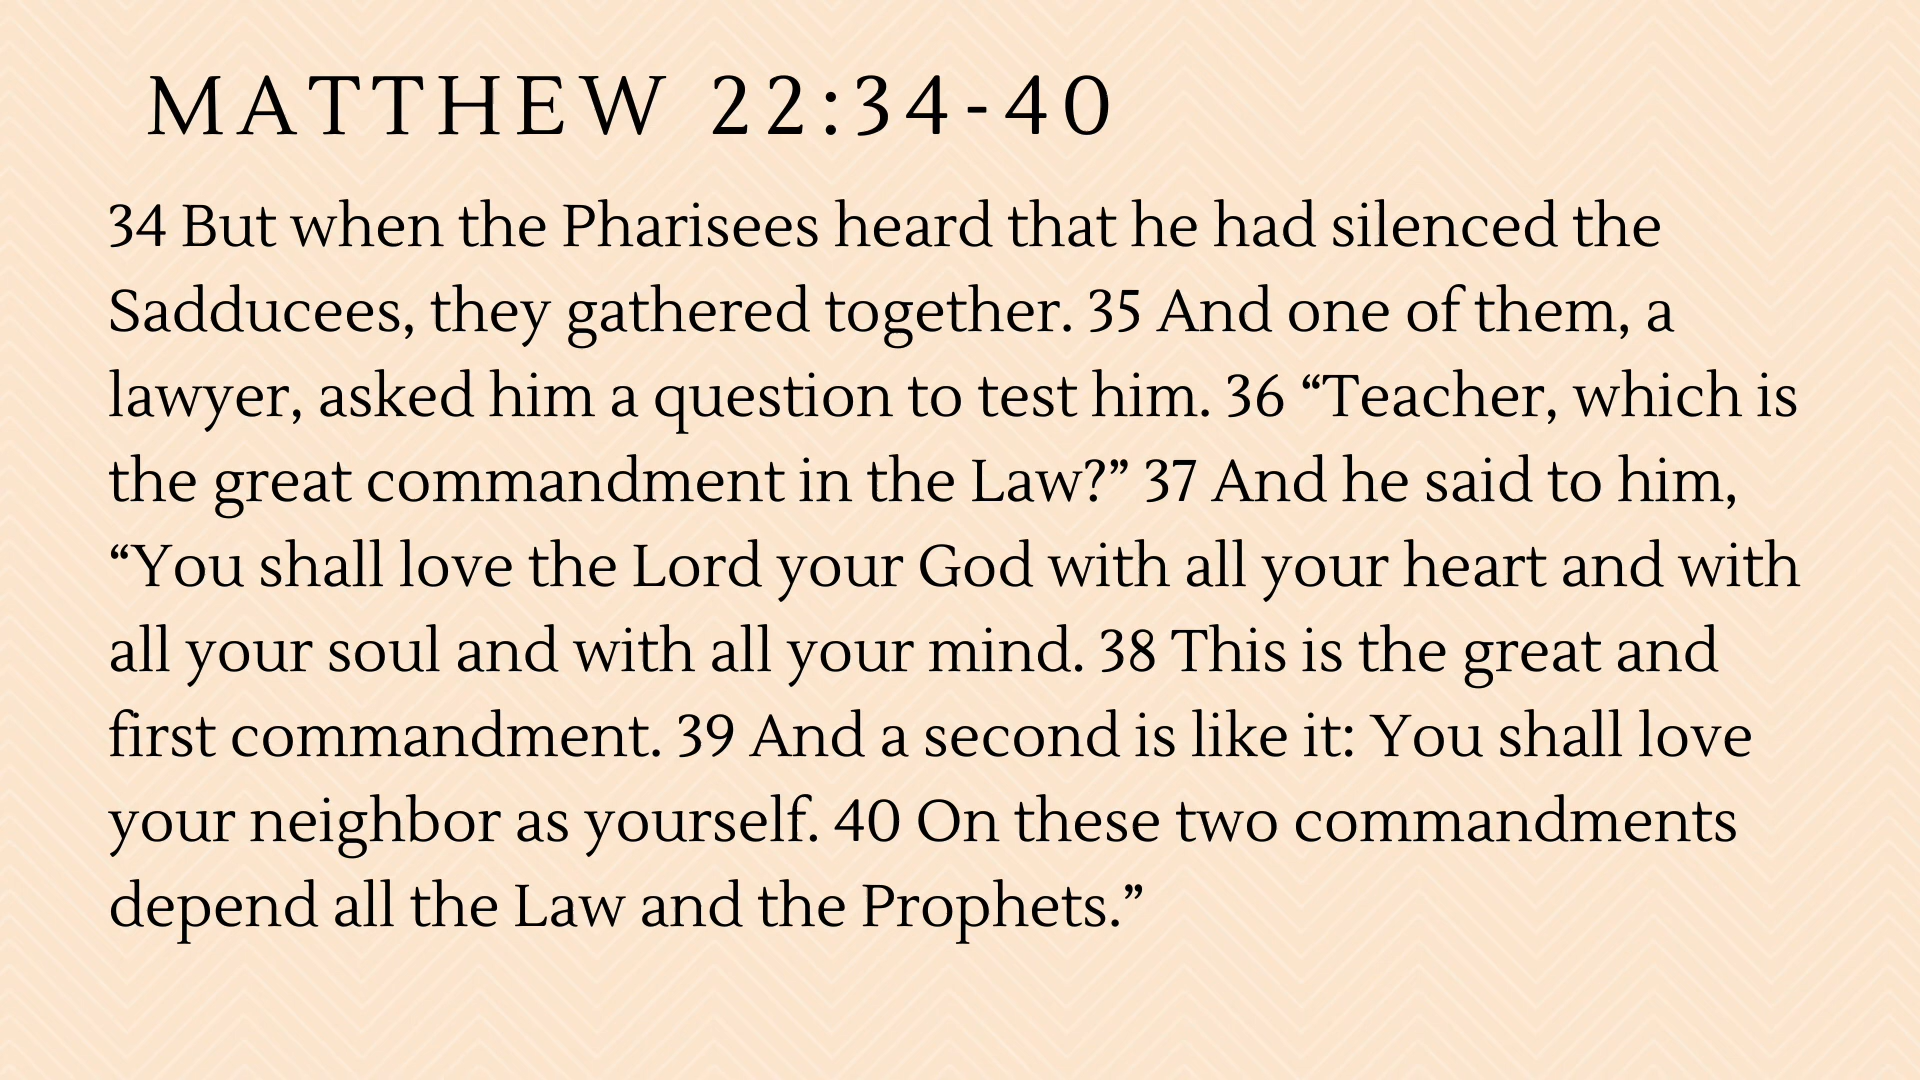 MATTHEW 22:34-40
34 But when the Pharisees heard that he had silenced the
Sadducees, they gathered together. 35 And one of them, a
lawyer, asked him a question to test him. 36 “Teacher, which is
the great commandment in the Law?” 37 And he said to him,
“You shall love the Lord your God with all your heart and with
all your soul and with all your mind. 38 This is the great and
first commandment. 39 And a second is like it: You shall love
your neighbor as yourself. 40 On these two commandments
depend all the Law and the Prophets.”